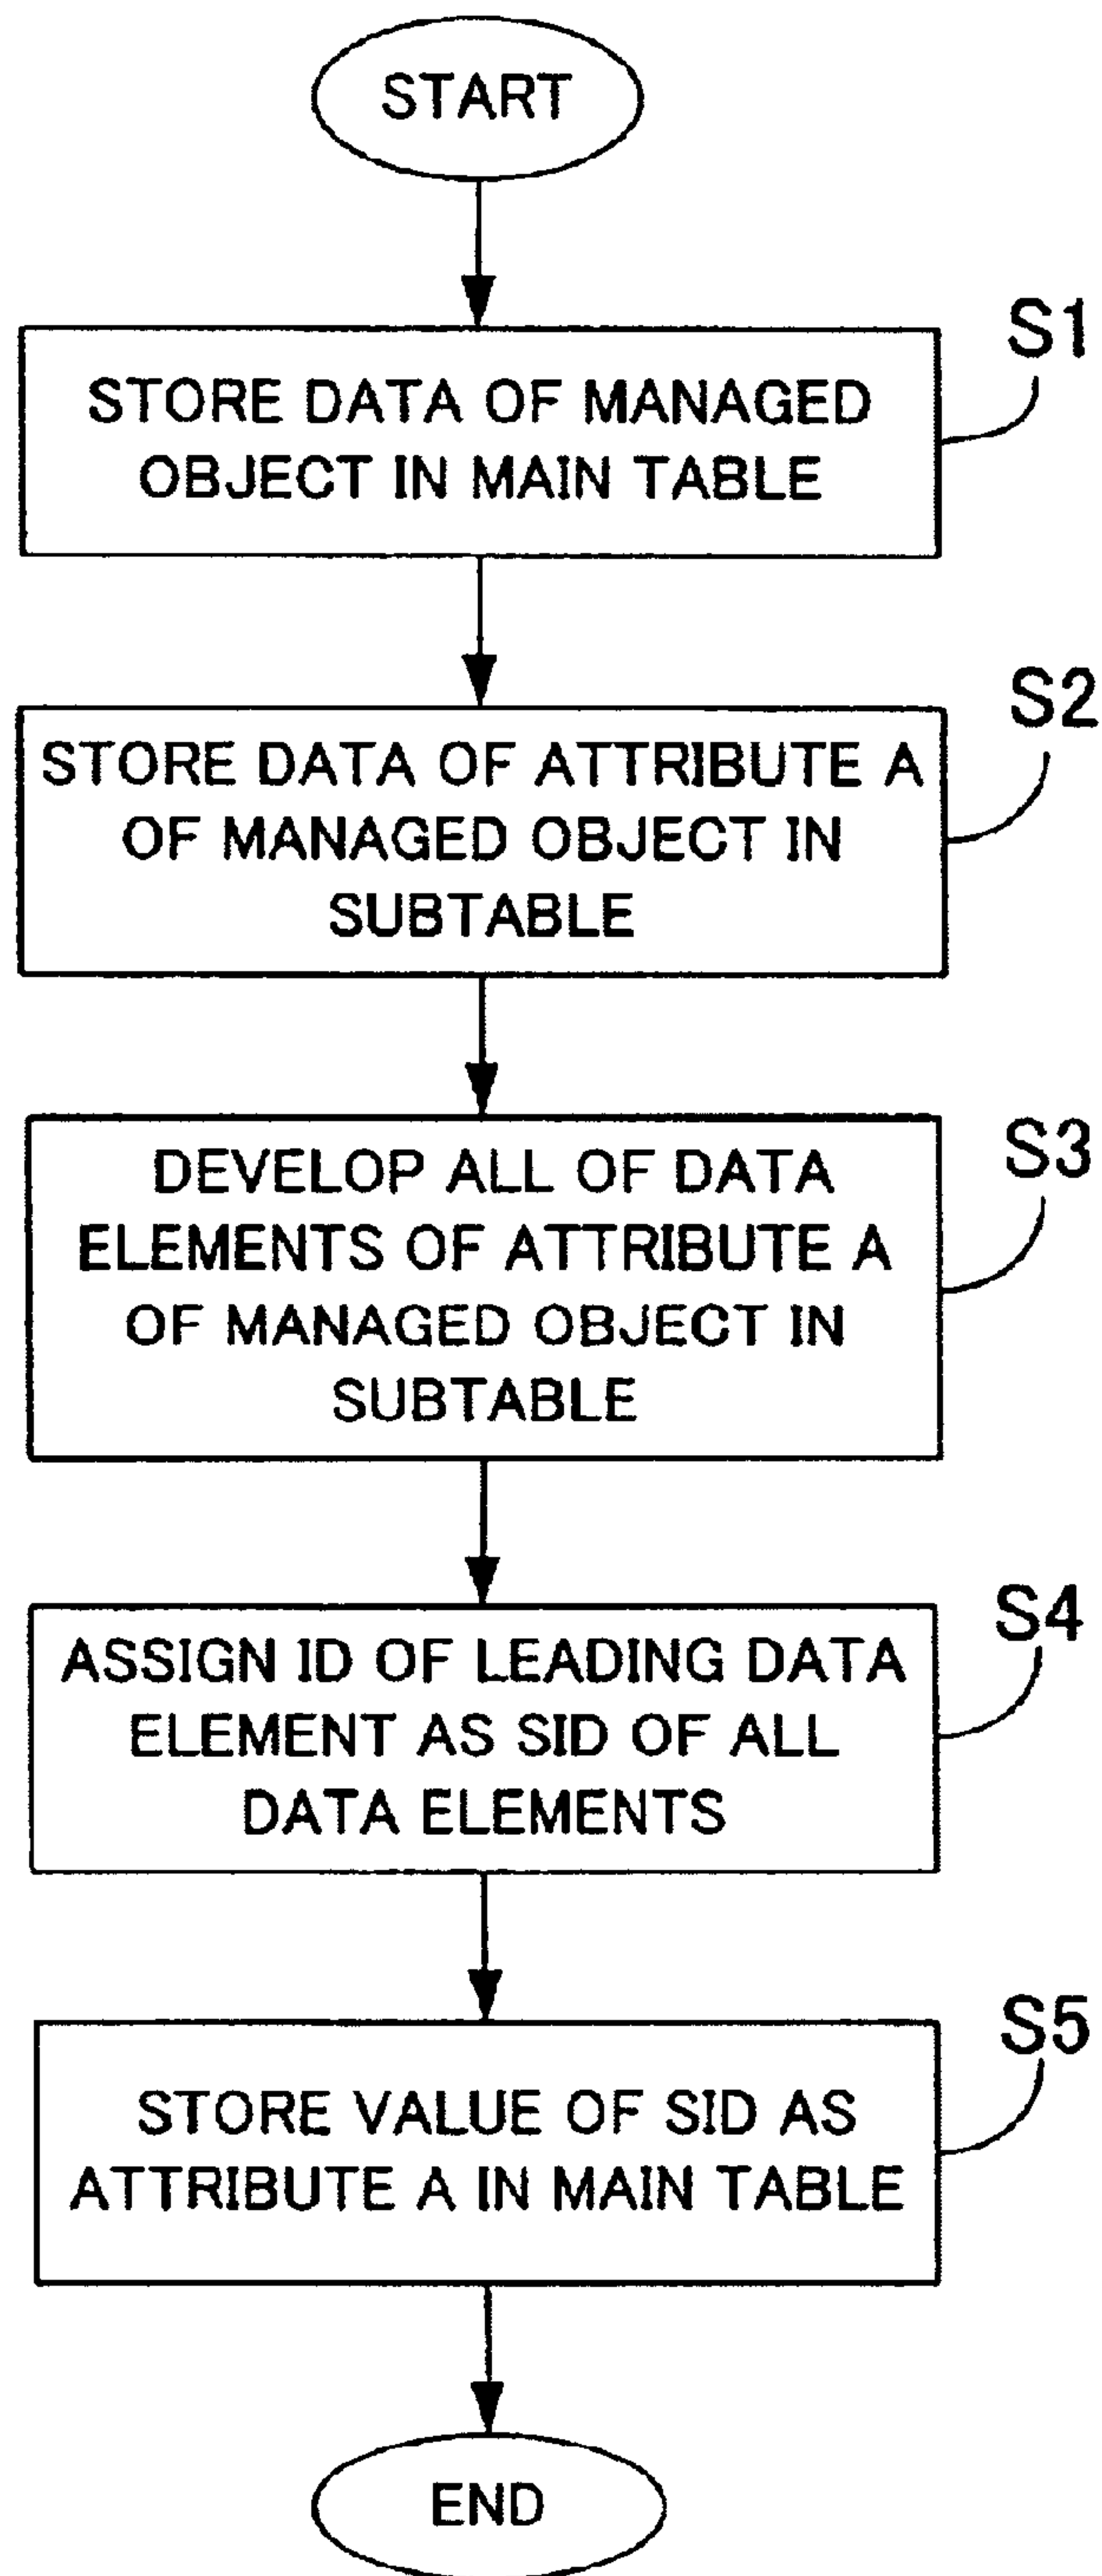 START
S1
STORE DATA OF MANAGED
OBJECT IN MAIN TABLE
S2
STORE DATA OF ATTRIBUTE A
OF MANAGED OBJECT IN
SUBTABLE
S3
DEVELOP ALL OF DATA
ELEMENTS OF ATTRIBUTE A
OF MANAGED OBJECT IN
SUBTABLE
S4
ASSIGN ID OF LEADING DATA
ELEMENT AS SID OF ALL
DATA ELEMENTS
S5
STORE VALUE OF SID AS
ATTRIBUTE A IN MAIN TABLE
END